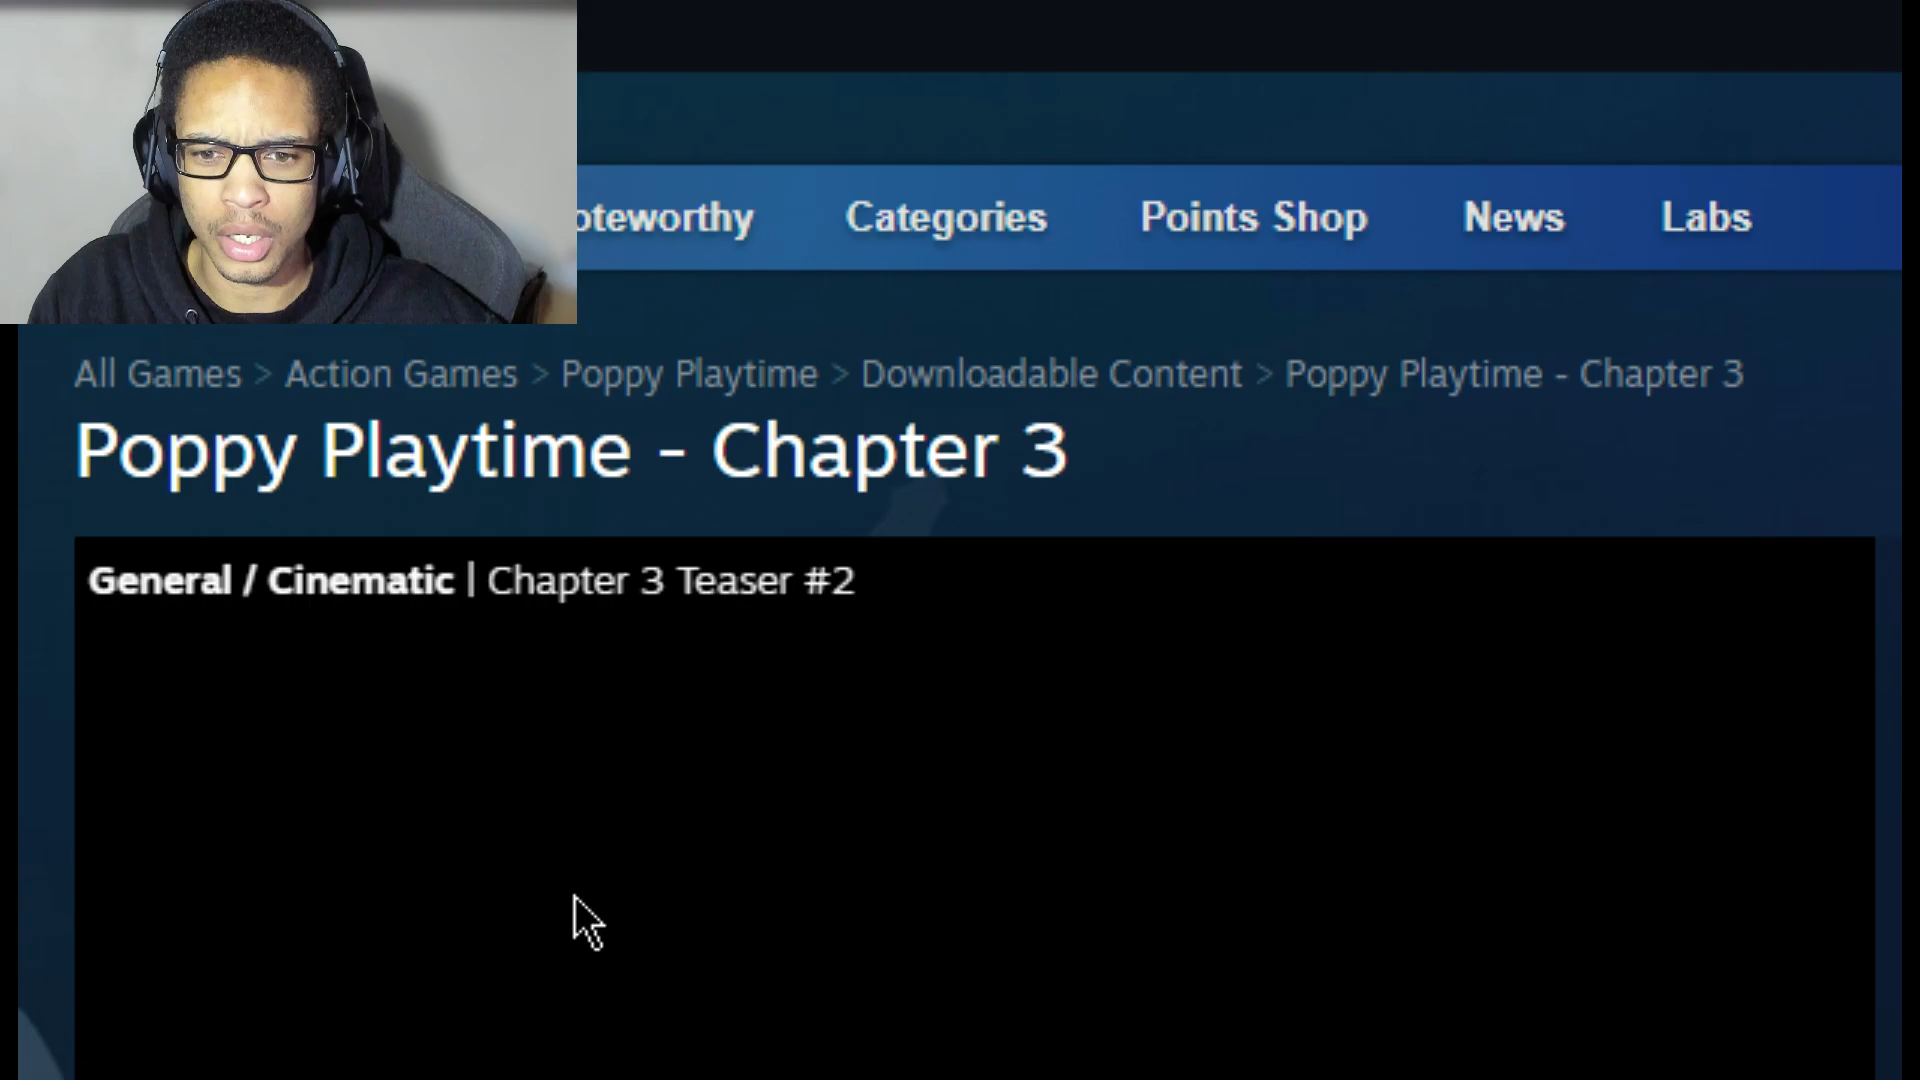 oteworthy Categories Points Shop News Labs
All Games > Action Games > Poppy Playtime > Downloadable Content > Poppy Playtime - Chapter 3
Poppy Playtime - Chapter 3
General / Cinematic | Chapter 3 Teaser #2